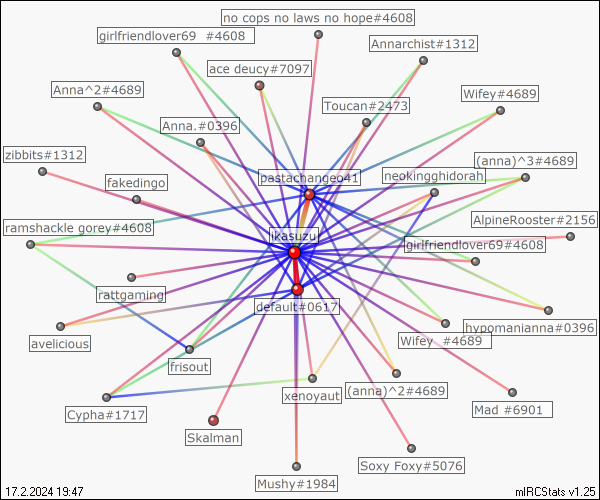 no cops no laws no hope#4608
girlfriendlover69  #4608
Annarchist#1312
ace deucy#7097
Anna^2#4689
Wifey#4689
Toucan#2473
Anna.#0396
zibbits#1312
(anna)^3#4689
pastachangeo41
neokingghidorah
fakedingo
AlpineRooster#2156
ramshackle gorey#4608
ikasuzu
girlfriendlover69#4608
rattgaming
default#0617
hypomanianna#0396
avelicious
Wifey  #4689
frisout
xenoyaut
(anna)^2#4689
Cypha#1717
Mad #6901
Skalman
Soxy Foxy#5076
Mushy#1984
17.2.2024 19:47
mIRCStats v1.25